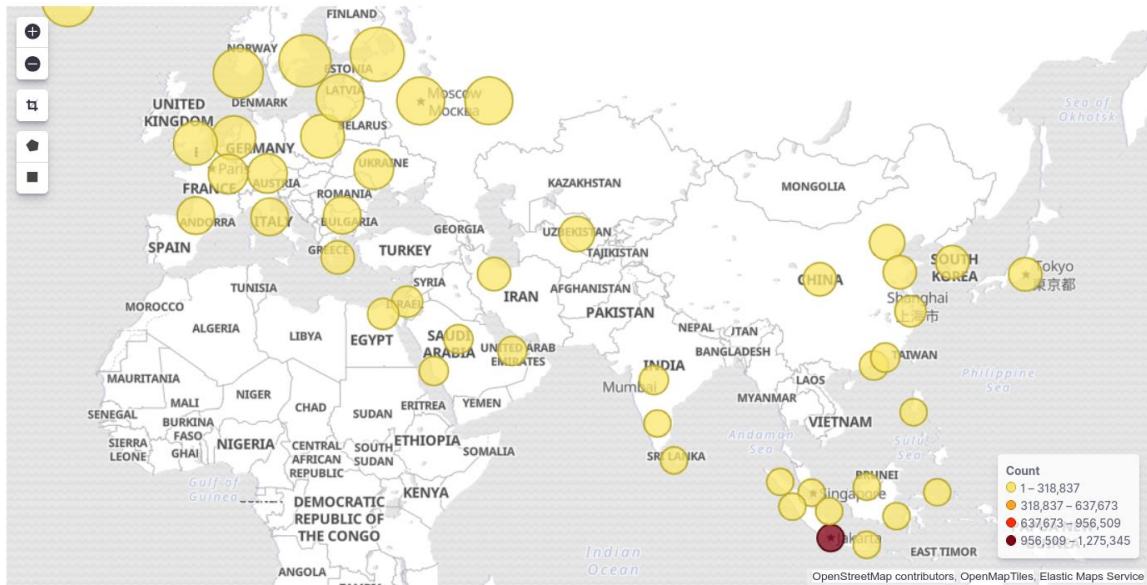 FINLAND
NORWAY
ESTONIA
LATVIA
Moscow
Москва
DENMARK
UNITED
KINGDOM
BELARUS
GERMANY
Paris
UKRAINE
FRANCE
AUSTRIA
ROMANIA
KAZAKHSTAN
MONGOLIA
Sea of
Okhotsk
ANDORRA
ITALY
BULGARIA
GEORGIA
UZBEKISTAN
SPAIN
GREECE
TURKEY
TAJIKISTAN
SOUTH
KOREA
Tokyo
東京都
TUNISIA
SYRIA
IRAN
AFGHANISTAN
CHINA
MOROCCO
ISRAEL
PAKISTAN
Shanghai
上海市
ALGERIA
LIBYA
EGYPT
SAUDI
ARABIA
UNITED ARAB
EMIRATES
NEPAL
UTAN
BANGLADESH
TAIWAN
MAURITANIA
INDIA
Mumbai
LAOS
MYANMAR
Philippine
Sea
MALI
NIGER
CHAD
SUDAN
ERITREA
YEMEN
SENEGAL
BURKINA
FASO
VIETNAM
SIERRA
LEONE
GHAI
NIGERIA
CENTRAL
AFRICAN
REPUBLIC
SOUTH
SUDAN
ETHIOPIA
SOMALIA
SRI LANKA
Andaman
Sea
Sulu
Sea
Gulf of
Guinea
DEMOCRATIC
REPUBLIC OF
THE CONGO
KENYA
Singapore
BRUNEI
Jakarta
Indian
Ocean
EAST TIMOR
ANGOLA
Count
1 – 318,837
318,837 – 637,673
637,673 – 956,509
956,509 – 1,275,345
OpenStreetMap contributors, OpenMapTiles, Elastic Maps Service